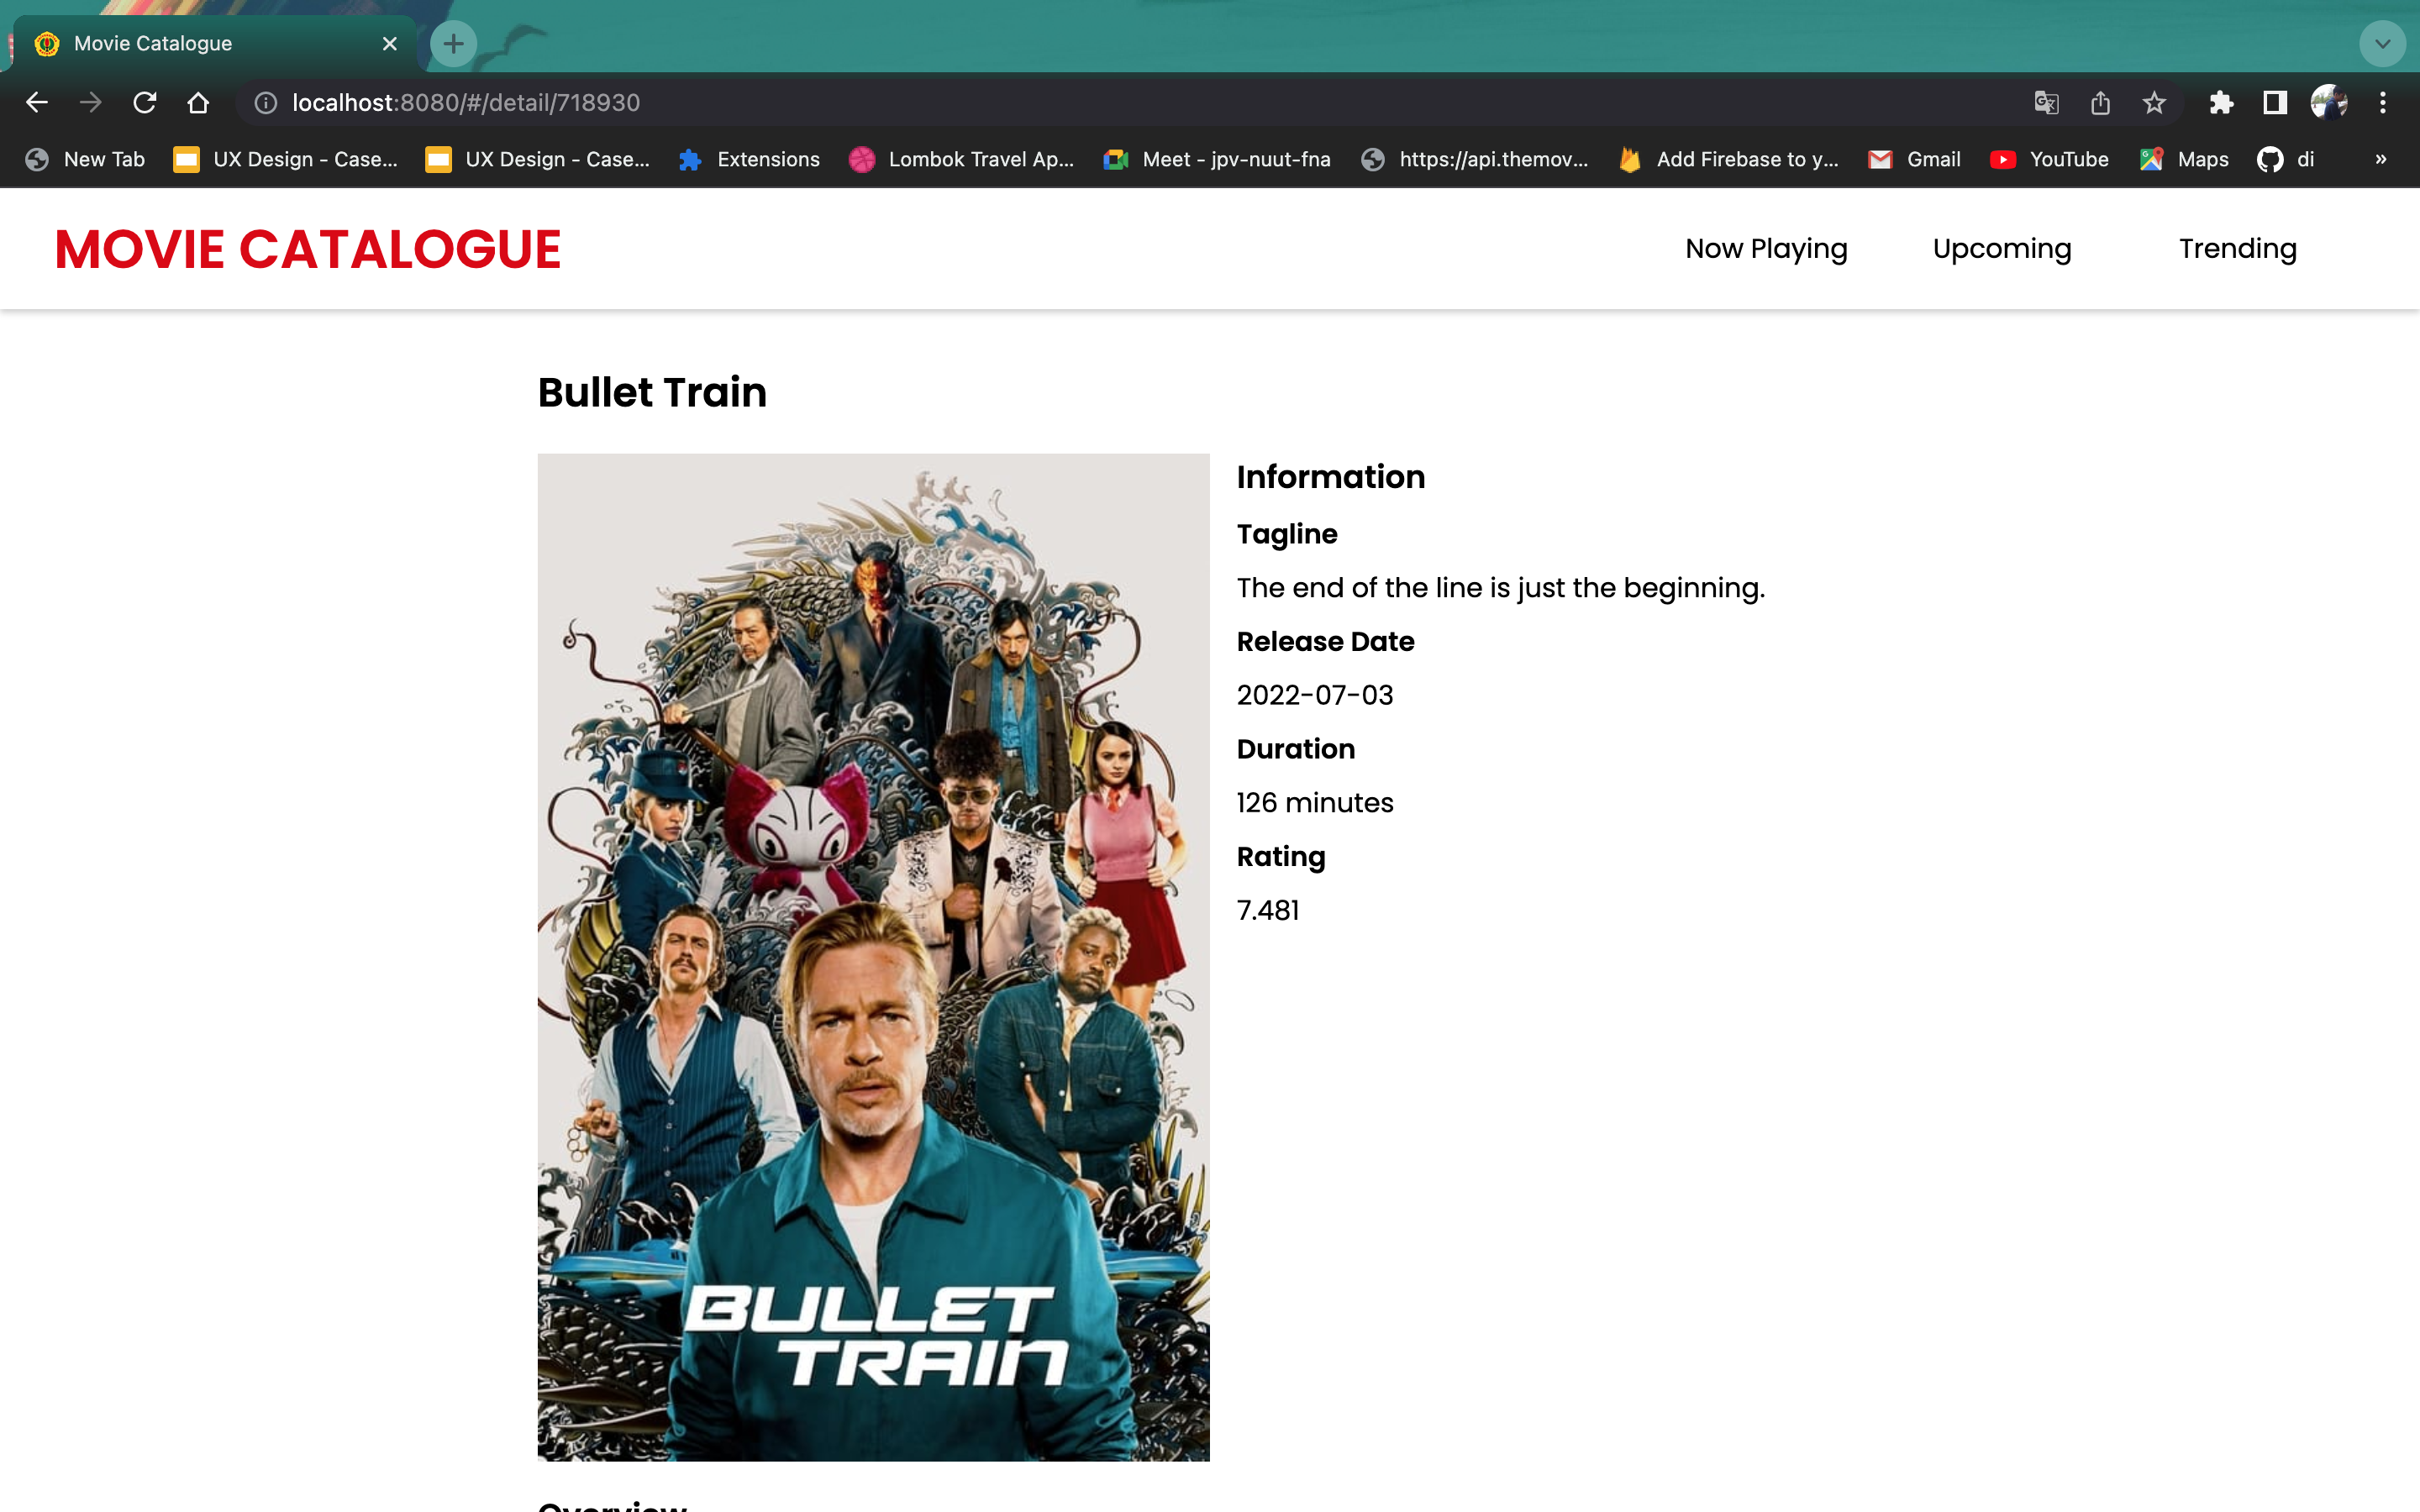 Movie Catalogue
localhost:8080/#/detail/718930
New Tab UX Design - Case... UX Design - Case... Extensions Lombok Travel Ap... Meet - jpv-nuut-fna https://api.themov... Add Firebase to y... Gmail YouTube Maps di »
MOVIE CATALOGUE Now Playing Upcoming Trending
Bullet Train
Information
Tagline
The end of the line is just the beginning.
Release Date
2022-07-03
Duration
126 minutes
Rating
7.481
BULLET
TRAIN
Overview